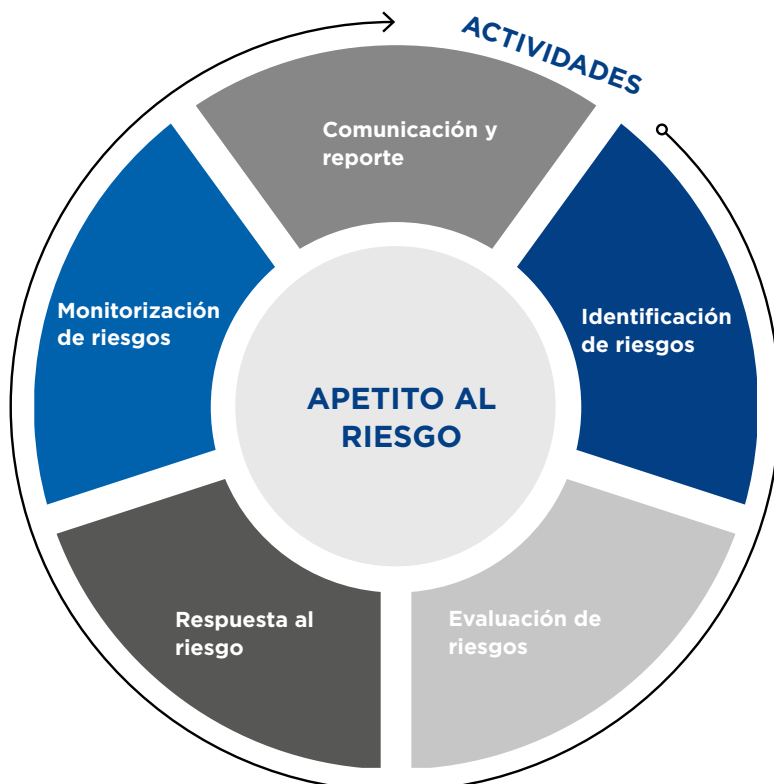 ACTIVIDADES
Comunicación y
reporte
Identificación
de riesgos
Evaluación de
riesgos
Respuesta al
riesgo
Monitorización
de riesgos
APETITO AL
RIESGO